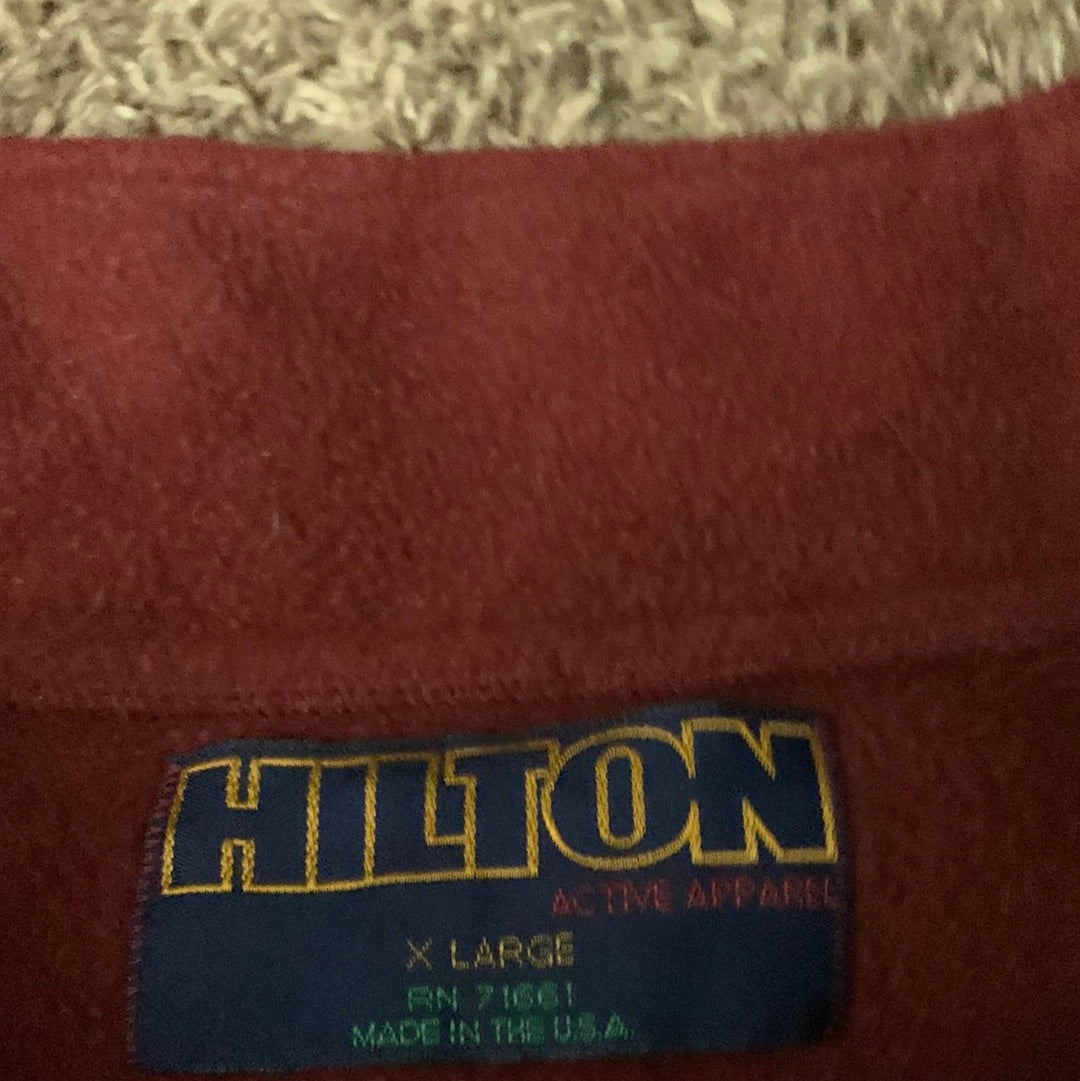 HILTON
ACTIVE APPAREL
X LARGE
RN 71661
MADE IN THE U.S.A.